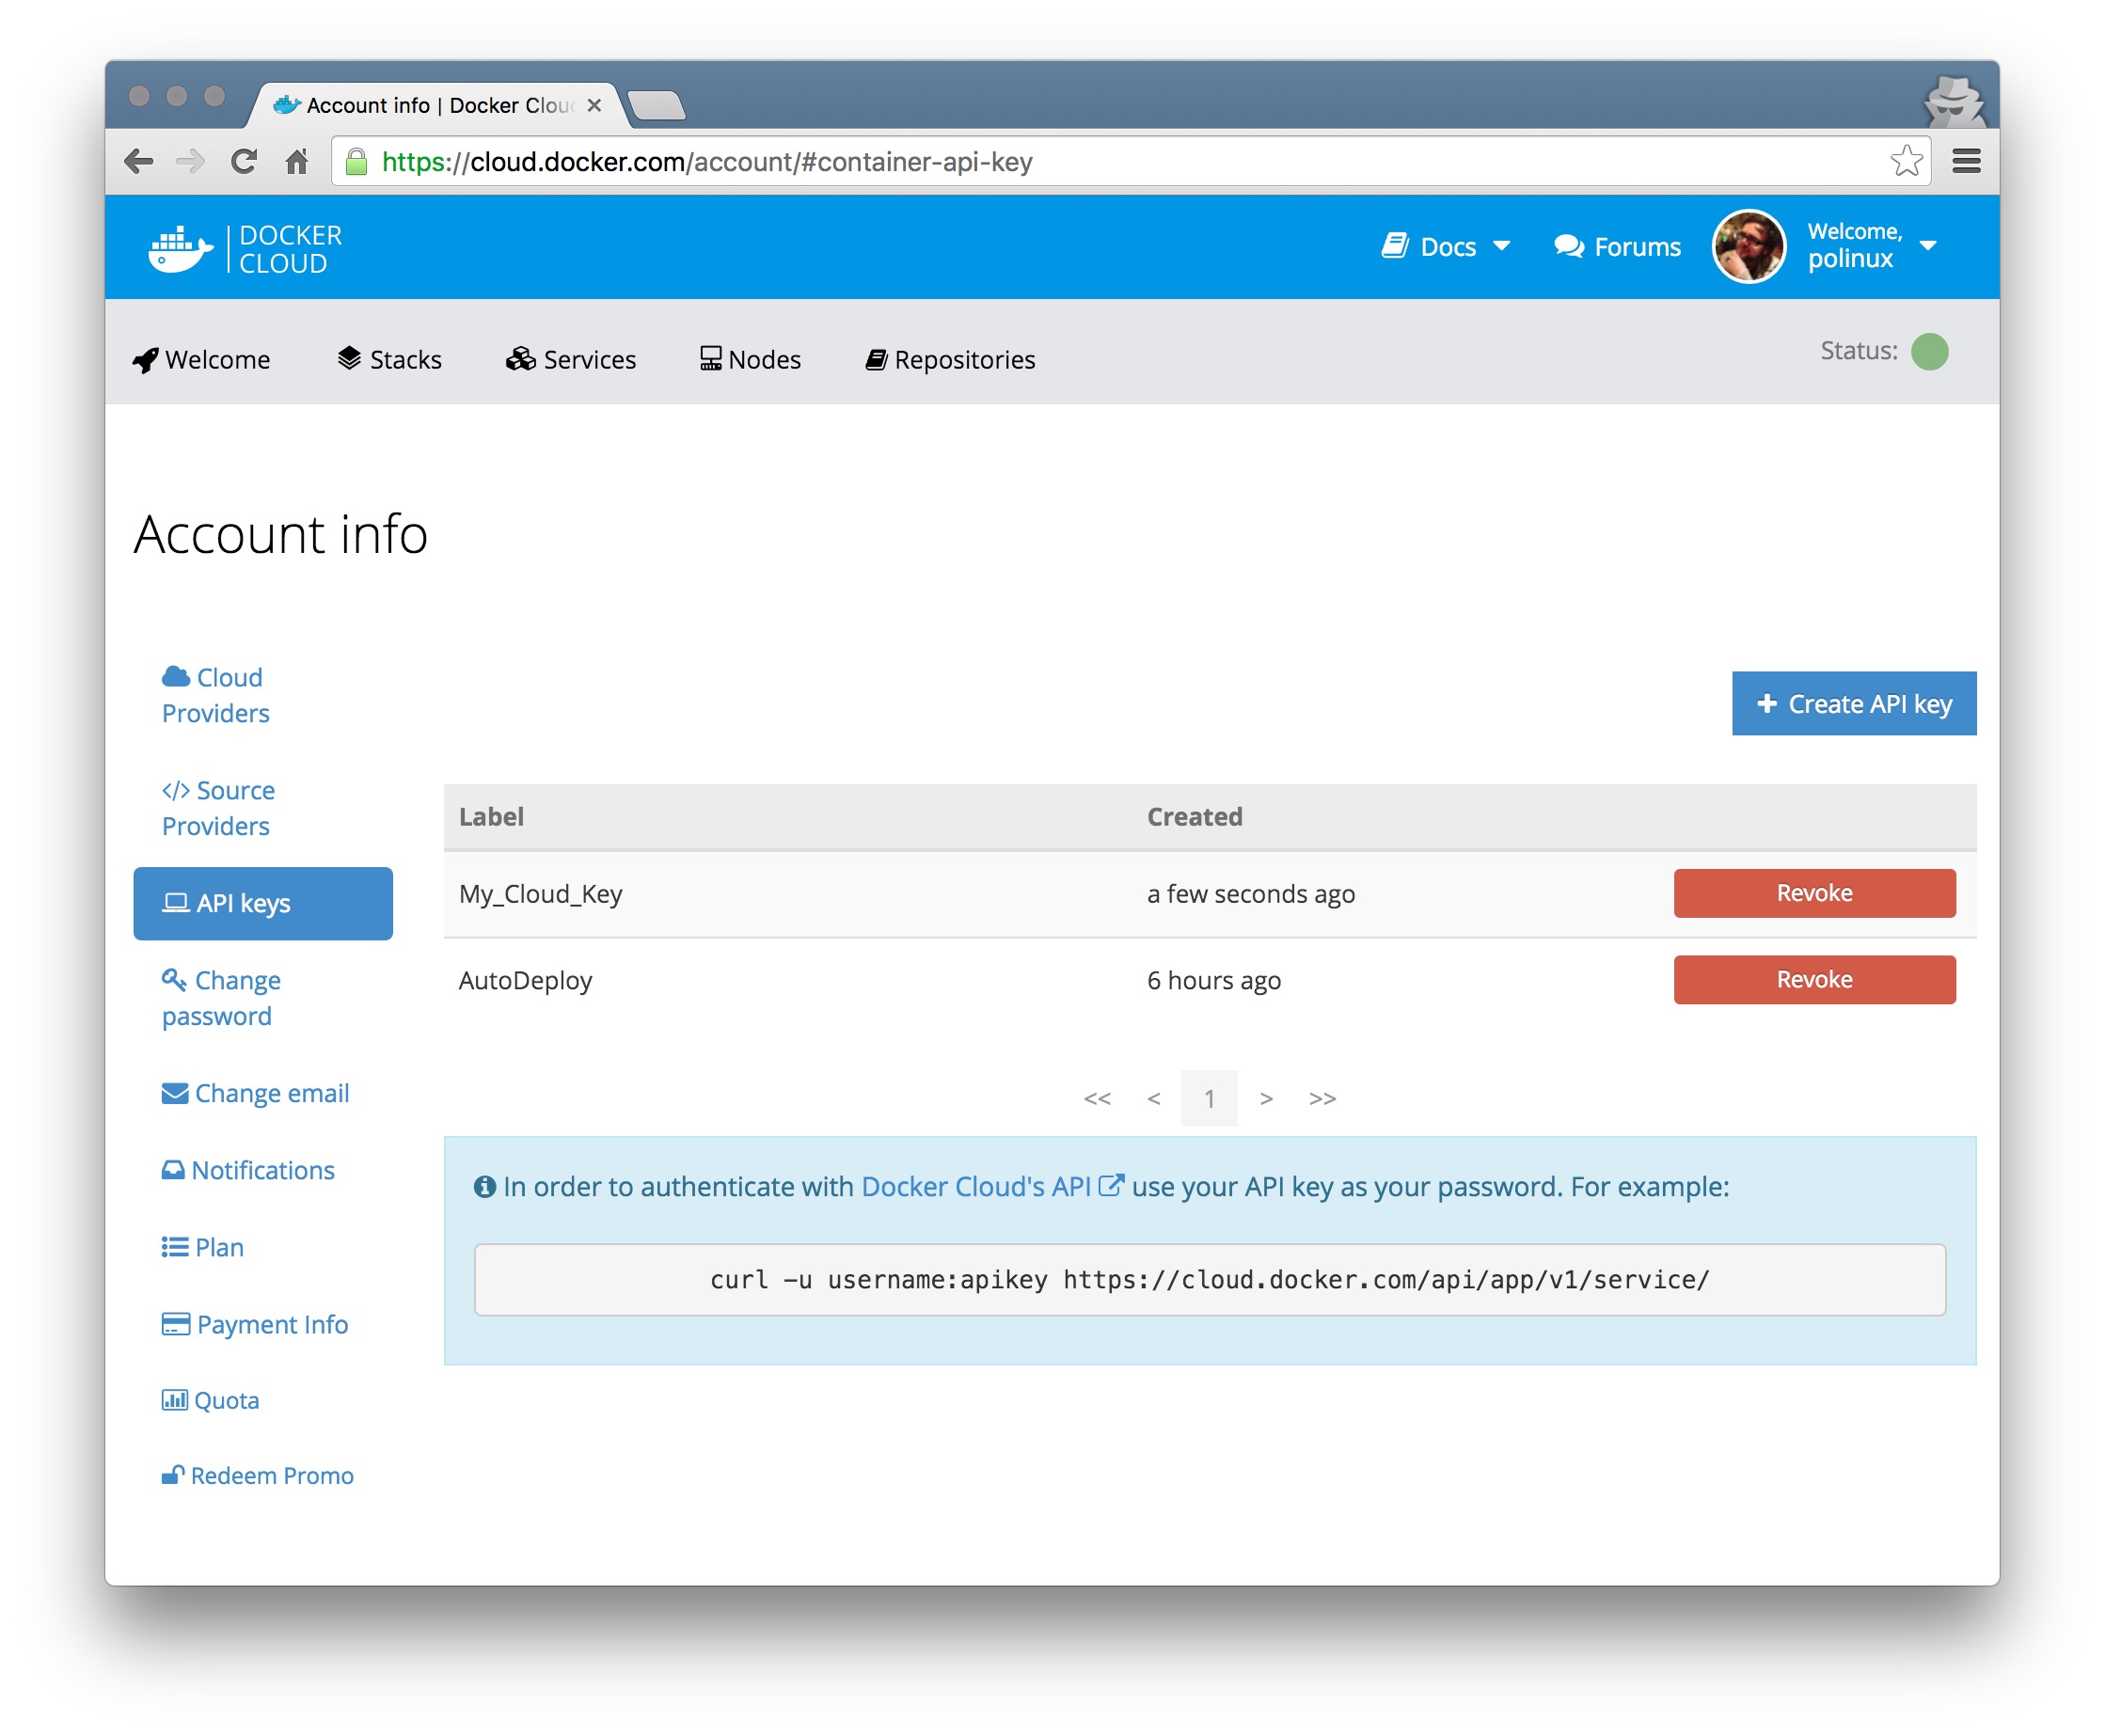 Account info | Docker Clou
https://cloud.docker.com/account/#container-api-key
DOCKER
CLOUD
Docs
Forums
Welcome,
polinux
Welcome
Stacks
Services
Nodes
Repositories
Status:
Account info
Cloud
Providers
Source
Providers
API keys
Change
password
Change email
Notifications
Plan
Payment Info
Quota
Redeem Promo
+ Create API key
Label Created
My_Cloud_Key a few seconds ago Revoke
AutoDeploy 6 hours ago Revoke
<< < 1 > >>
In order to authenticate with Docker Cloud's API use your API key as your password. For example:
curl -u username:apikey https://cloud.docker.com/api/app/v1/service/